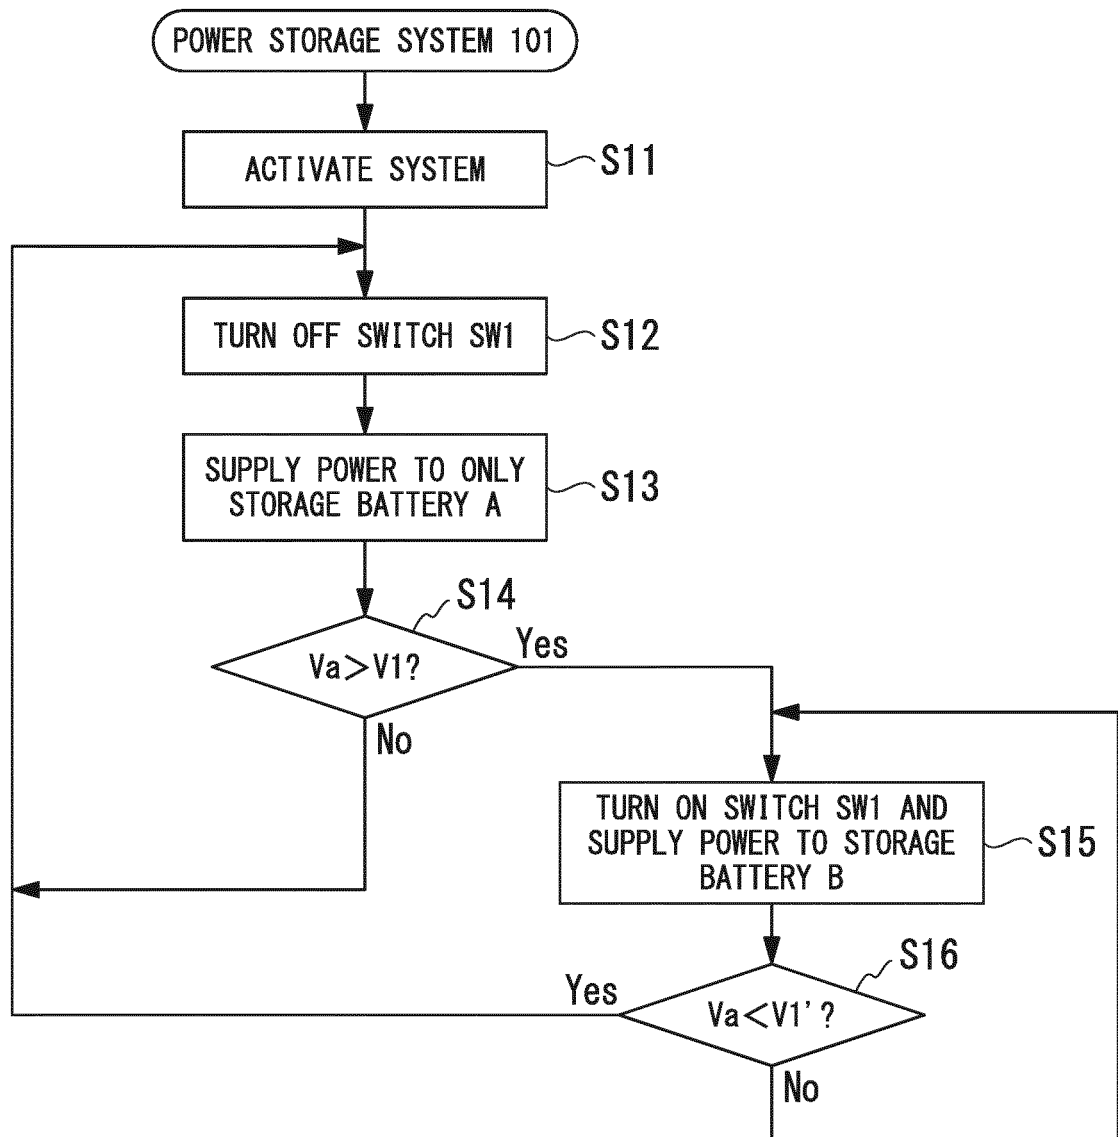 POWER STORAGE SYSTEM 101
ACTIVATE SYSTEM
S11
TURN OFF SWITCH SW1
S12
SUPPLY POWER TO ONLY
STORAGE BATTERY A
S13
S14
Va>V1?
Yes
No
TURN ON SWITCH SW1 AND
SUPPLY POWER TO STORAGE
BATTERY B
S15
S16
Va<V1'?
Yes
No